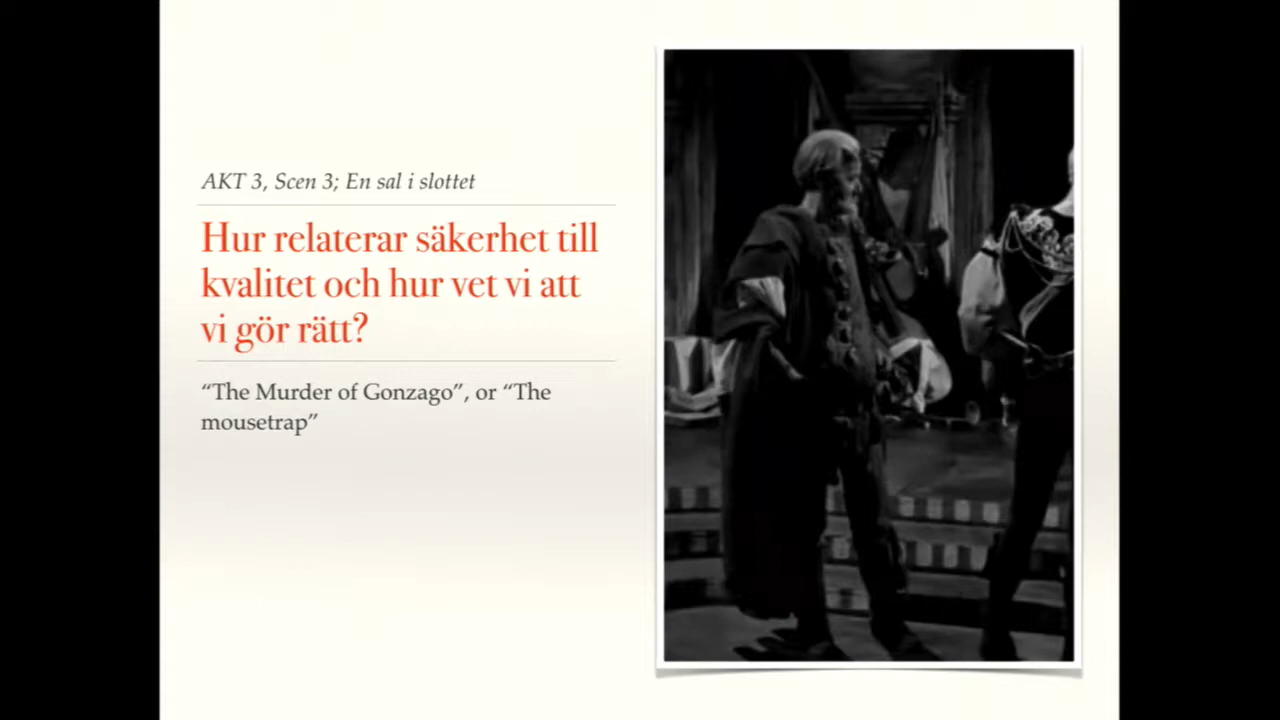 AKT 3, Scen 3; En sal i slottet
Hur relaterar säkerhet till
kvalitet och hur vet vi att
vi gör rätt?
“The Murder of Gonzago”, or “The
mousetrap”